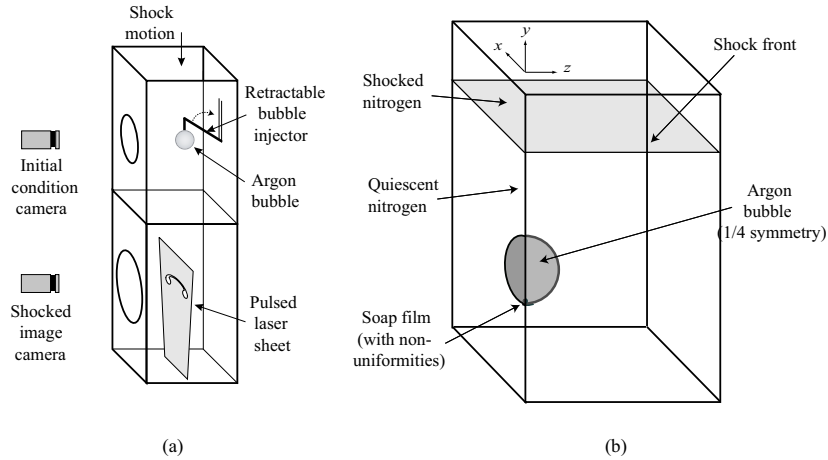 Shock
motion
Retractable
bubble
injector
Initial
condition
camera
Argon
bubble
Shocked
image
camera
Pulsed
laser
sheet
(a)
y
x
z
Shock front
Shocked
nitrogen
Quiescent
nitrogen
Argon
bubble
(1/4 symmetry)
Soap film
(with non-
uniformities)
(b)